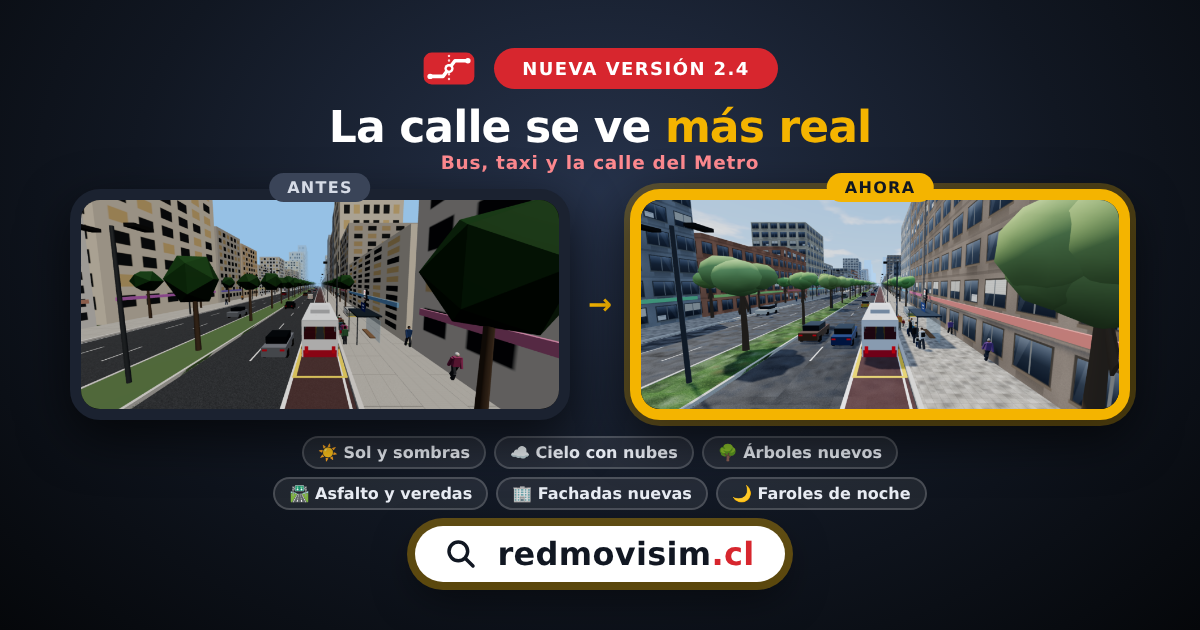 NUEVA VERSIÓN 2.4
La calle se ve más real
Bus, taxi y la calle del Metro
ANTES
AHORA
→
☀️ Sol y sombras
☁️ Cielo con nubes
🌳 Árboles nuevos
🛣️ Asfalto y veredas
🏢 Fachadas nuevas
🌙 Faroles de noche
redmovisim.cl